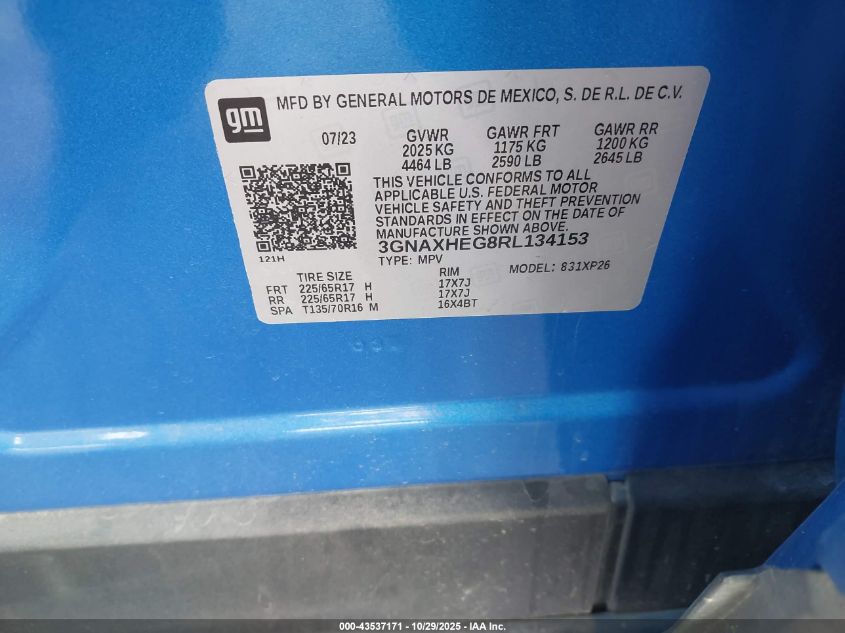 gm
MFD BY GENERAL MOTORS DE MEXICO, S. DE R.L. DE C.V.
07/23 GVWR GAWR FRT GAWR RR
2025 KG 1175 KG 1200 KG
4464 LB 2590 LB 2645 LB
THIS VEHICLE CONFORMS TO ALL
APPLICABLE U.S. FEDERAL MOTOR
VEHICLE SAFETY AND THEFT PREVENTION
STANDARDS IN EFFECT ON THE DATE OF
MANUFACTURE SHOWN ABOVE.
3GNAXHEG8RL134153
121H TYPE: MPV MODEL: 831XP26
TIRE SIZE RIM
FRT 225/65R17 H 17X7J
RR 225/65R17 H 17X7J
SPA T135/70R16 M 16X4BT
000-43537171 - 10/29/2025 - IAA Inc.